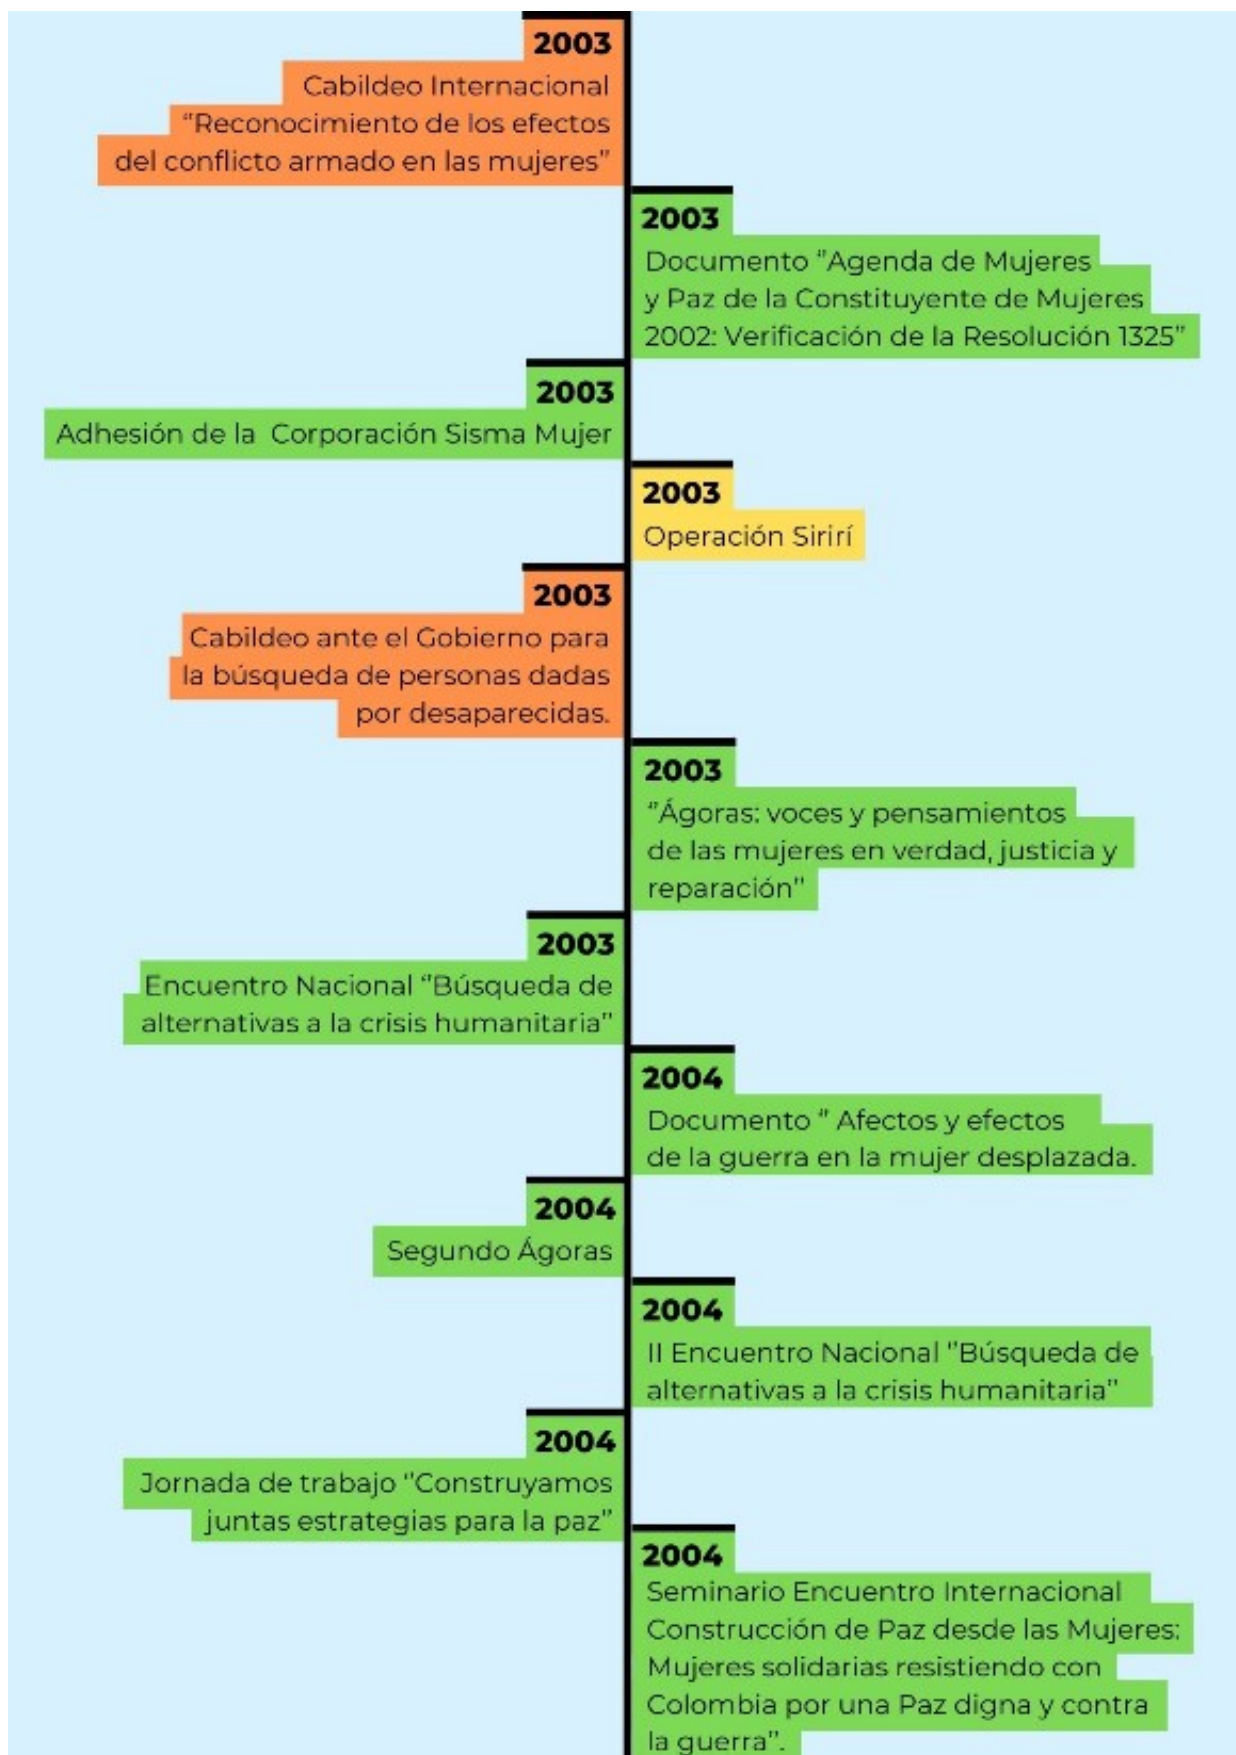 2003
Cabildeo Internacional
“Reconocimiento de los efectos
del conflicto armado en las mujeres”
2003
Documento “Agenda de Mujeres
y Paz de la Constituyente de Mujeres
2002: Verificación de la Resolución 1325”
2003
Adhesión de la Corporación Sisma Mujer
2003
Operación Sirirí
2003
Cabildeo ante el Gobierno para
la búsqueda de personas dadas
por desaparecidas.
2003
“Ágoras: voces y pensamientos
de las mujeres en verdad, justicia y
reparación”
2003
Encuentro Nacional “Búsqueda de
alternativas a la crisis humanitaria”
2004
Documento “ Afectos y efectos
de la guerra en la mujer desplazada.
2004
Segundo Ágoras
2004
II Encuentro Nacional “Búsqueda de
alternativas a la crisis humanitaria”
2004
Jornada de trabajo “Construyamos
juntas estrategias para la paz”
2004
Seminario Encuentro Internacional
Construcción de Paz desde las Mujeres:
Mujeres solidarias resistiendo con
Colombia por una Paz digna y contra
la guerra”.